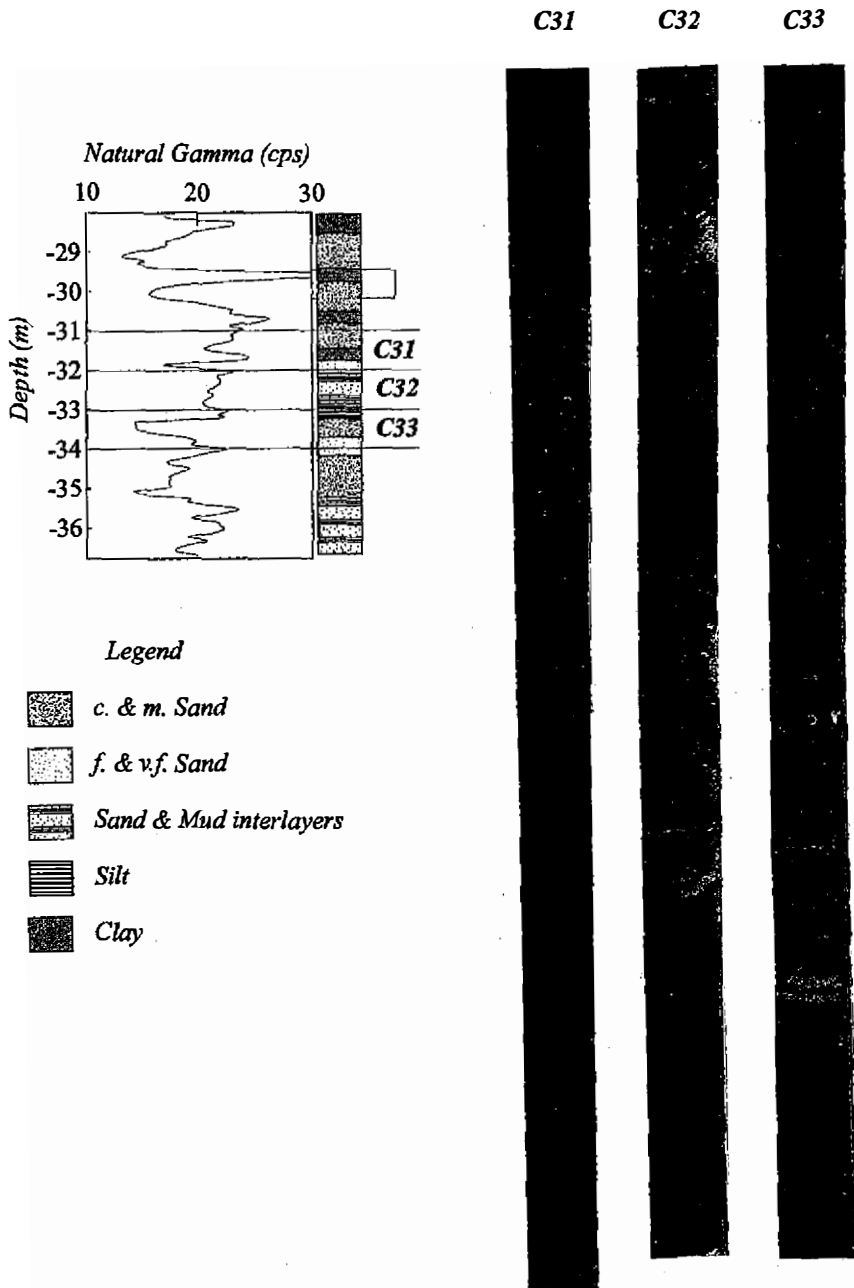 C31 C32 C33
Natural Gamma (cps)
10 20 30
Depth (m)
-29
-30
-31
-32
-33
-34
-35
-36
C31
C32
C33
Legend
c. & m. Sand
f. & v.f. Sand
Sand & Mud interlayers
Silt
Clay